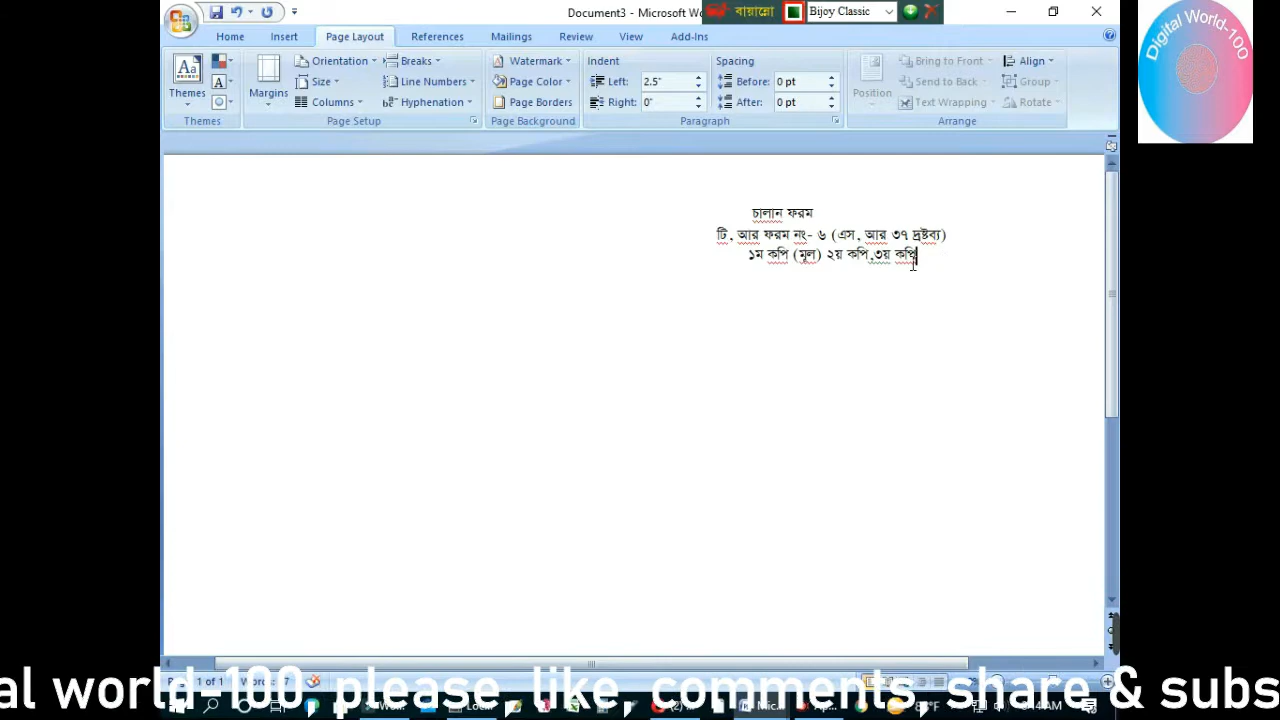 Document3 - Microsoft Wo
বায়ান্নো
Bijoy Classic
Digital World-100
Home Insert Page Layout References Mailings Review View Add-Ins
Orientation Breaks Watermark Indent Spacing Bring to Front Align
Size Line Numbers Page Color Left: 2.5" Before: 0 pt Send to Back Group
Themes Margins Position
Columns Hyphenation Page Borders Right: 0" After: 0 pt Text Wrapping Rotate
Themes Page Setup Page Background Paragraph Arrange
চালান ফরম
টি, আর ফরম নং- ৬ (এস, আর ৩৭ দ্রষ্টব্য)
১ম কপি (মূল) ২য় কপি,৩য় কপি
al world-100 please, like, comments, share & subs